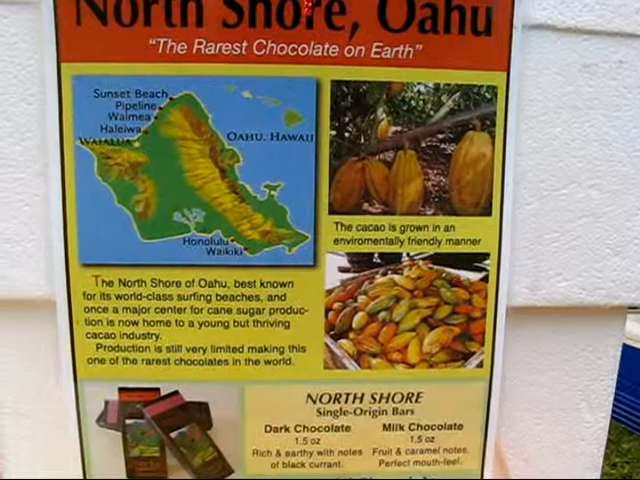 North Shore, Oahu
"The Rarest Chocolate on Earth"
Sunset Beach
Pipeline
Waimea
Haleiwa
WAIALUA
OAHU, HAWAII
Honolulu
Waikiki
The cacao is grown in an
enviromentally friendly manner
The North Shore of Oahu, best known
for its world-class surfing beaches, and
once a major center for cane sugar produc-
tion is now home to a young but thriving
cacao industry.
Production is still very limited making this
one of the rarest chocolates in the world.
NORTH SHORE
Single-Origin Bars
Dark Chocolate
1.5 oz
Rich & earthy with notes
of black currant.
Milk Chocolate
1.5 oz
Fruit & caramel notes.
Perfect mouth-feel.